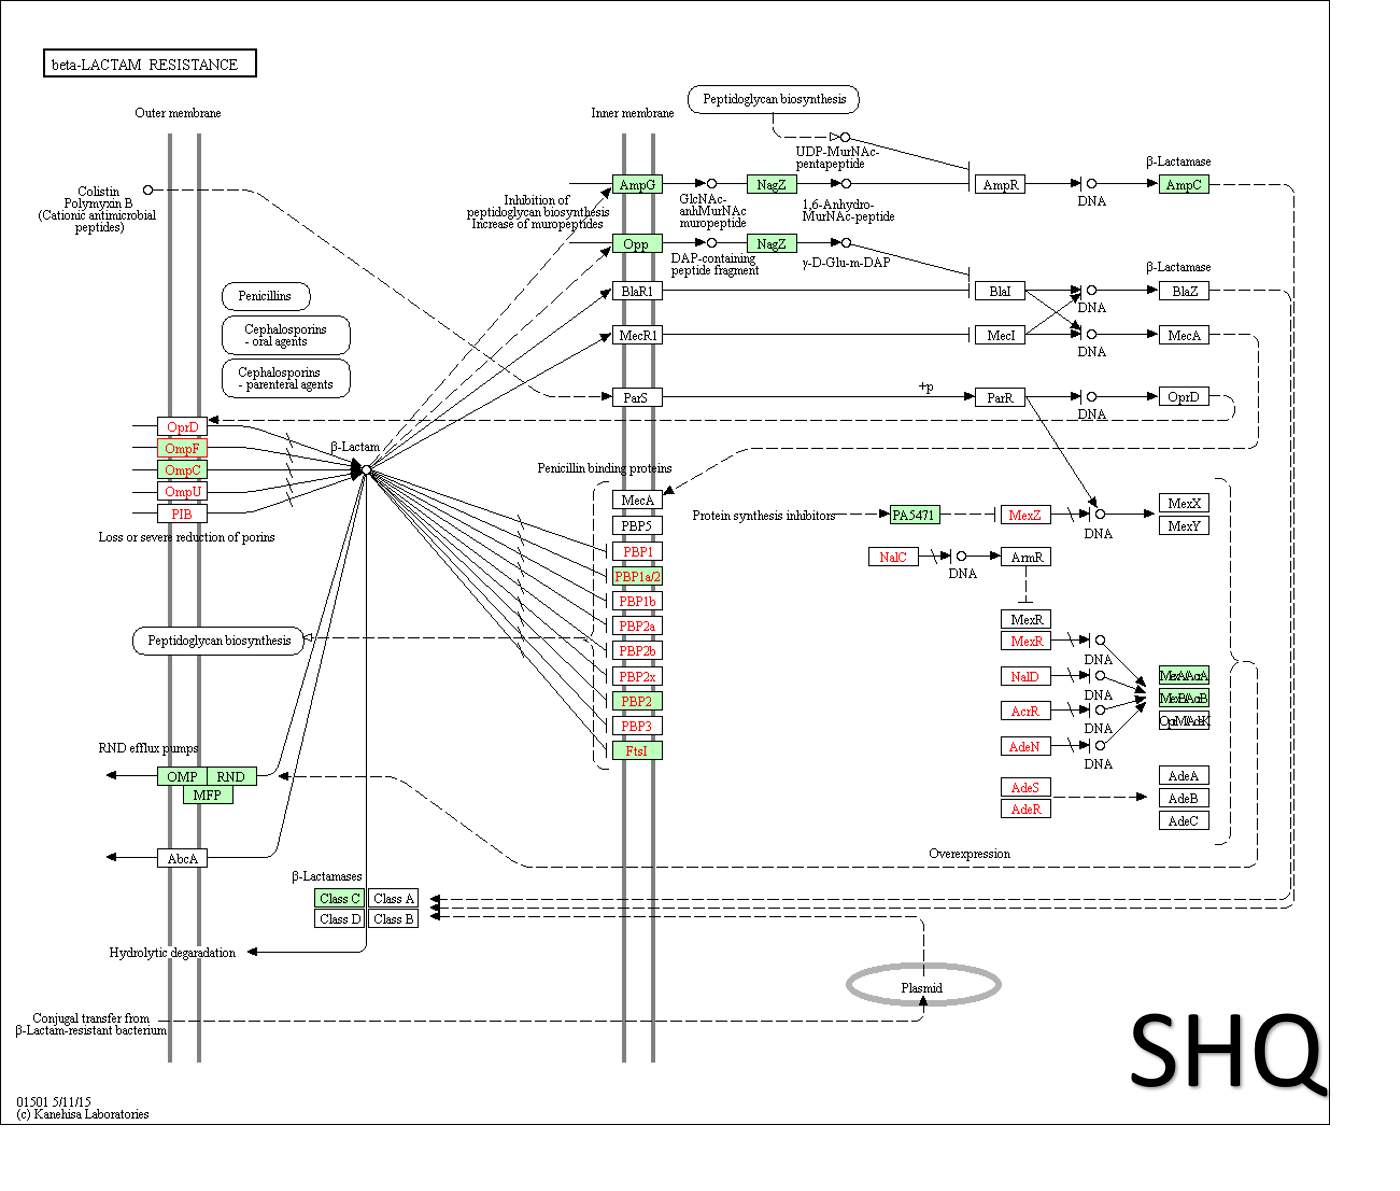 beta-LACTAM RESISTANCE
Outer membrane
Inner membrane
Peptidoglycan biosynthesis
UDP-MurNAc-
pentapeptide
β-Lactamase
Colistin
Polymyxin B
(Cationic antimicrobial
peptides)
Inhibition of
peptidoglycan biosynthesis
Increase of muropeptides
AmpG
GlcNAc-
anhMurNAc
muropeptide
NagZ
1,6-Anhydro-
MurNAc-peptide
AmpR
DNA
AmpC
Opp
DAP-containing
peptide fragment
NagZ
γ-D-Glu-m-DAP
β-Lactamase
BlaR1
BlaI
DNA
BlaZ
MecR1
MecI
DNA
MecA
ParS
+p
ParR
DNA
OprD
Penicillins
Cephalosporins
- oral agents
Cephalosporins
- parenteral agents
OprD
OmpF
OmpC
OmpU
PIB
Loss or severe reduction of porins
β-Lactam
Penicillin binding proteins
MecA
PBP5
PBP1
PBP1a/2
PBP1b
PBP2a
PBP2b
PBP2x
PBP2
PBP3
FtsI
Protein synthesis inhibitors
PA5471
MexZ
DNA
MexX
MexY
NalC
DNA
ArmR
MexR
MexR
DNA
NalD
DNA
AcrR
DNA
AdeN
DNA
MexA/AcrA
MexB/AcrB
OprM/AdeK
AdeS
AdeR
AdeA
AdeB
AdeC
Overexpression
Peptidoglycan biosynthesis
RND efflux pumps
OMP
RND
MFP
AbcA
β-Lactamases
Class C
Class A
Class D
Class B
Hydrolytic degradation
Plasmid
Conjugal transfer from
β-Lactam-resistant bacterium
SHQ
01501 5/11/15
(c) Kanehisa Laboratories